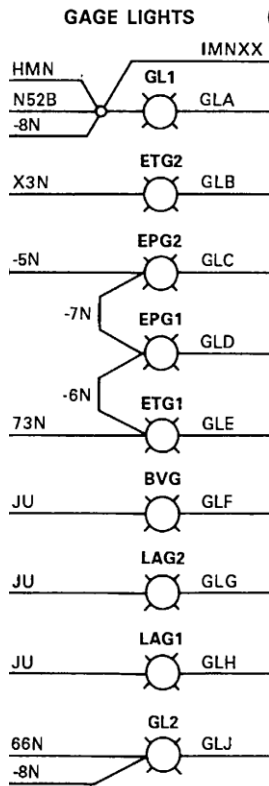 GAGE LIGHTS (
IMNXX
HMN GL1
N52B GLA
-8N
ETG2
X3N GLB
EPG2
-5N GLC
-7N
EPG1
GLD
-6N
ETG1
73N GLE
BVG
JU GLF
LAG2
JU GLG
LAG1
JU GLH
GL2
66N GLJ
-8N